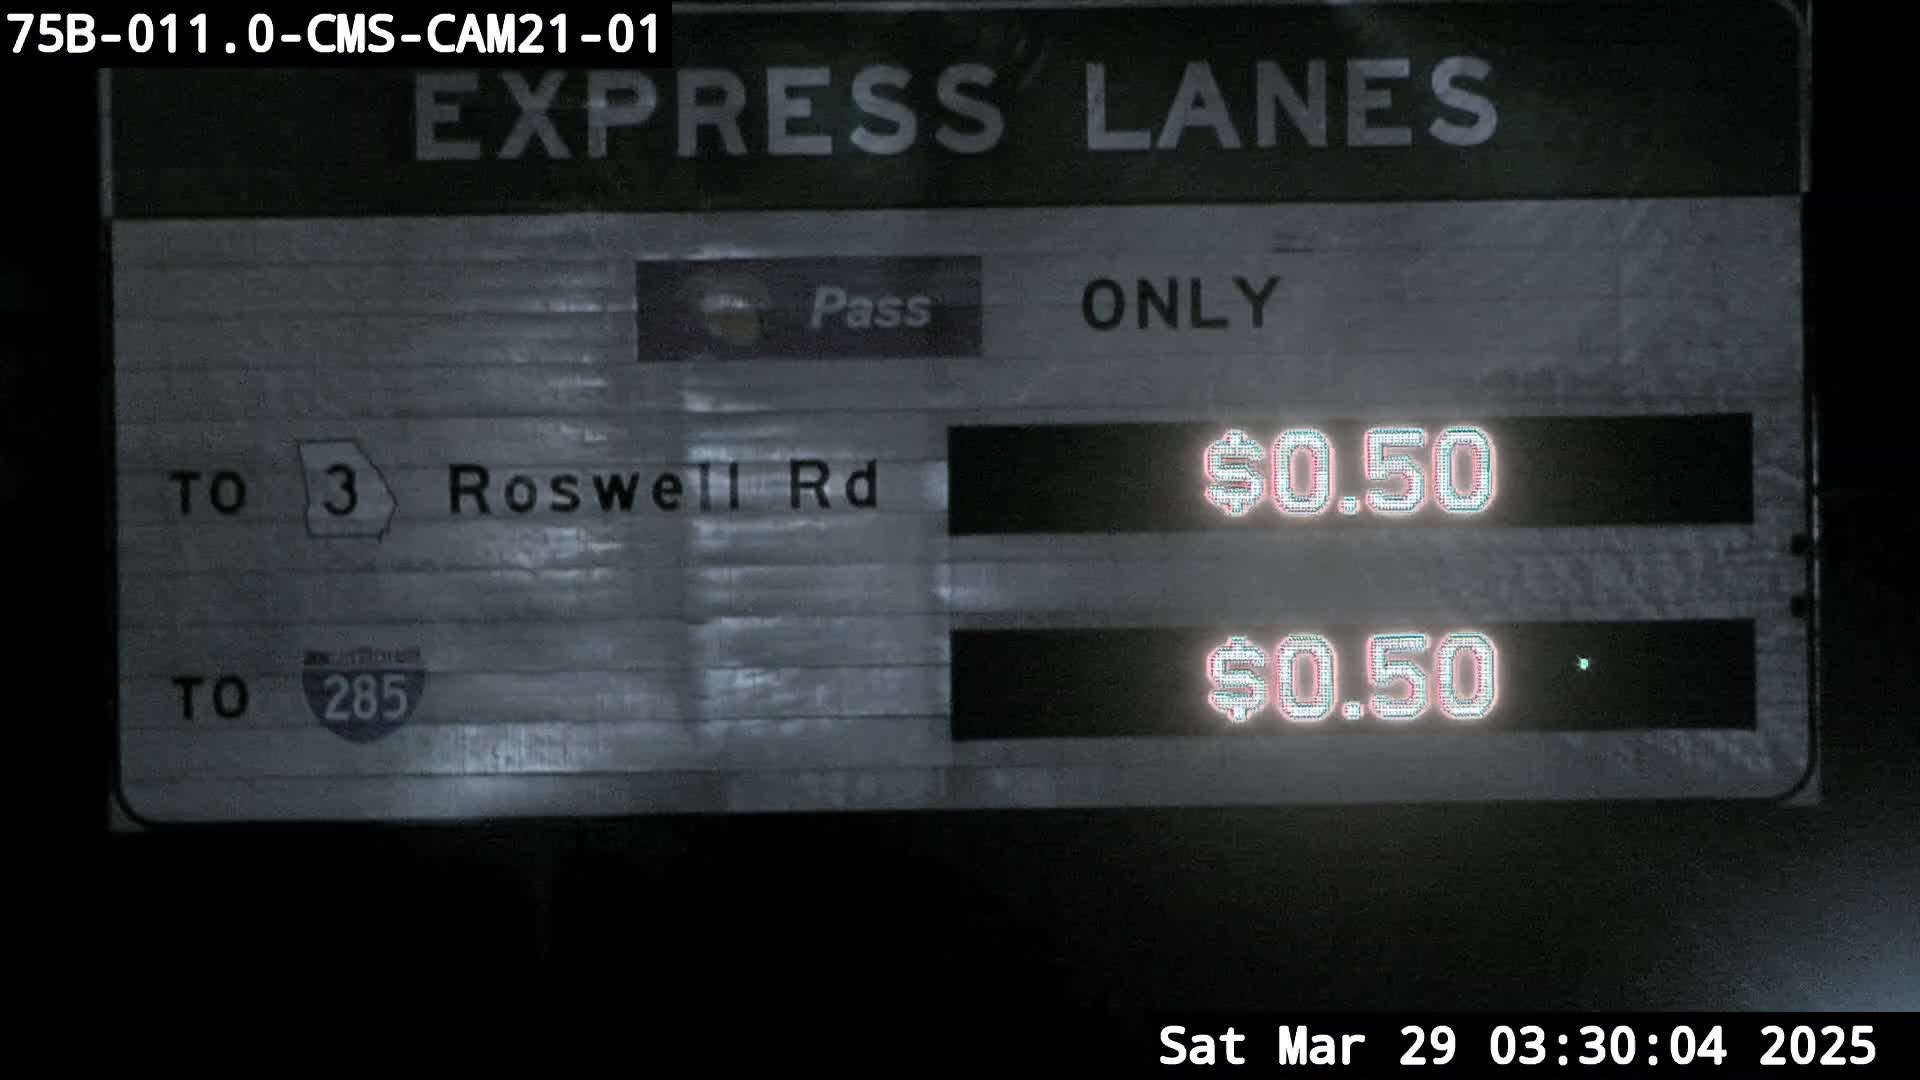 75B-011.0-CMS-CAM21-01
EXPRESS LANES
Pass ONLY
TO 3 Roswell Rd $0.50
TO 285 $0.50
Sat Mar 29 03:30:04 2025